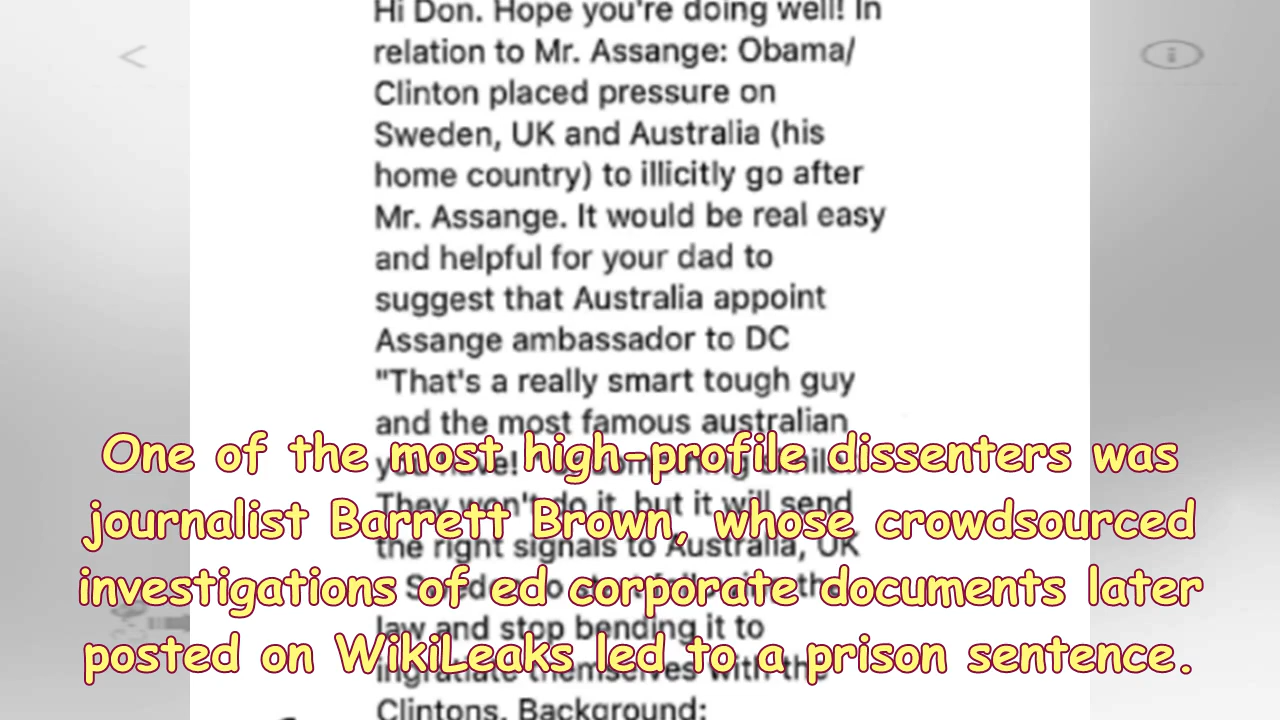 Hi Don. Hope you're doing well! In
relation to Mr. Assange: Obama/
Clinton placed pressure on
Sweden, UK and Australia (his
home country) to illicitly go after
Mr. Assange. It would be real easy
and helpful for your dad to
suggest that Australia appoint
Assange ambassador to DC
"That's a really smart tough guy
and the most famous australian
They won't do it, but it will send
the right signals to Australia, UK
law and stop bending it to
ingratiate themselves with the
Clintons. Background:
One of the most high-profile dissenters was
journalist Barrett Brown, whose crowdsourced
investigations of ed corporate documents later
posted on WikiLeaks led to a prison sentence.